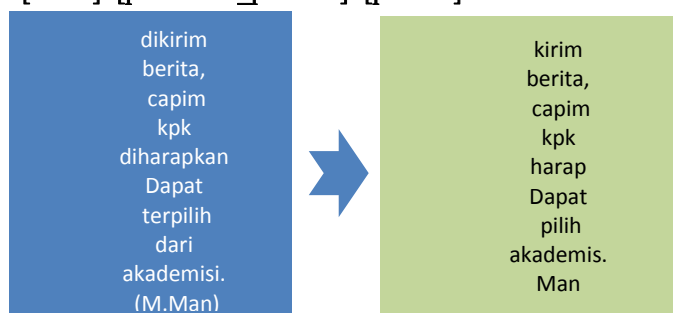 dikirim
berita,
capim
kpk
diharapkan
Dapat
terpilih
dari
akademisi.
(M.Man)
kirim
berita,
capim
kpk
harap
Dapat
pilih
akademis.
Man